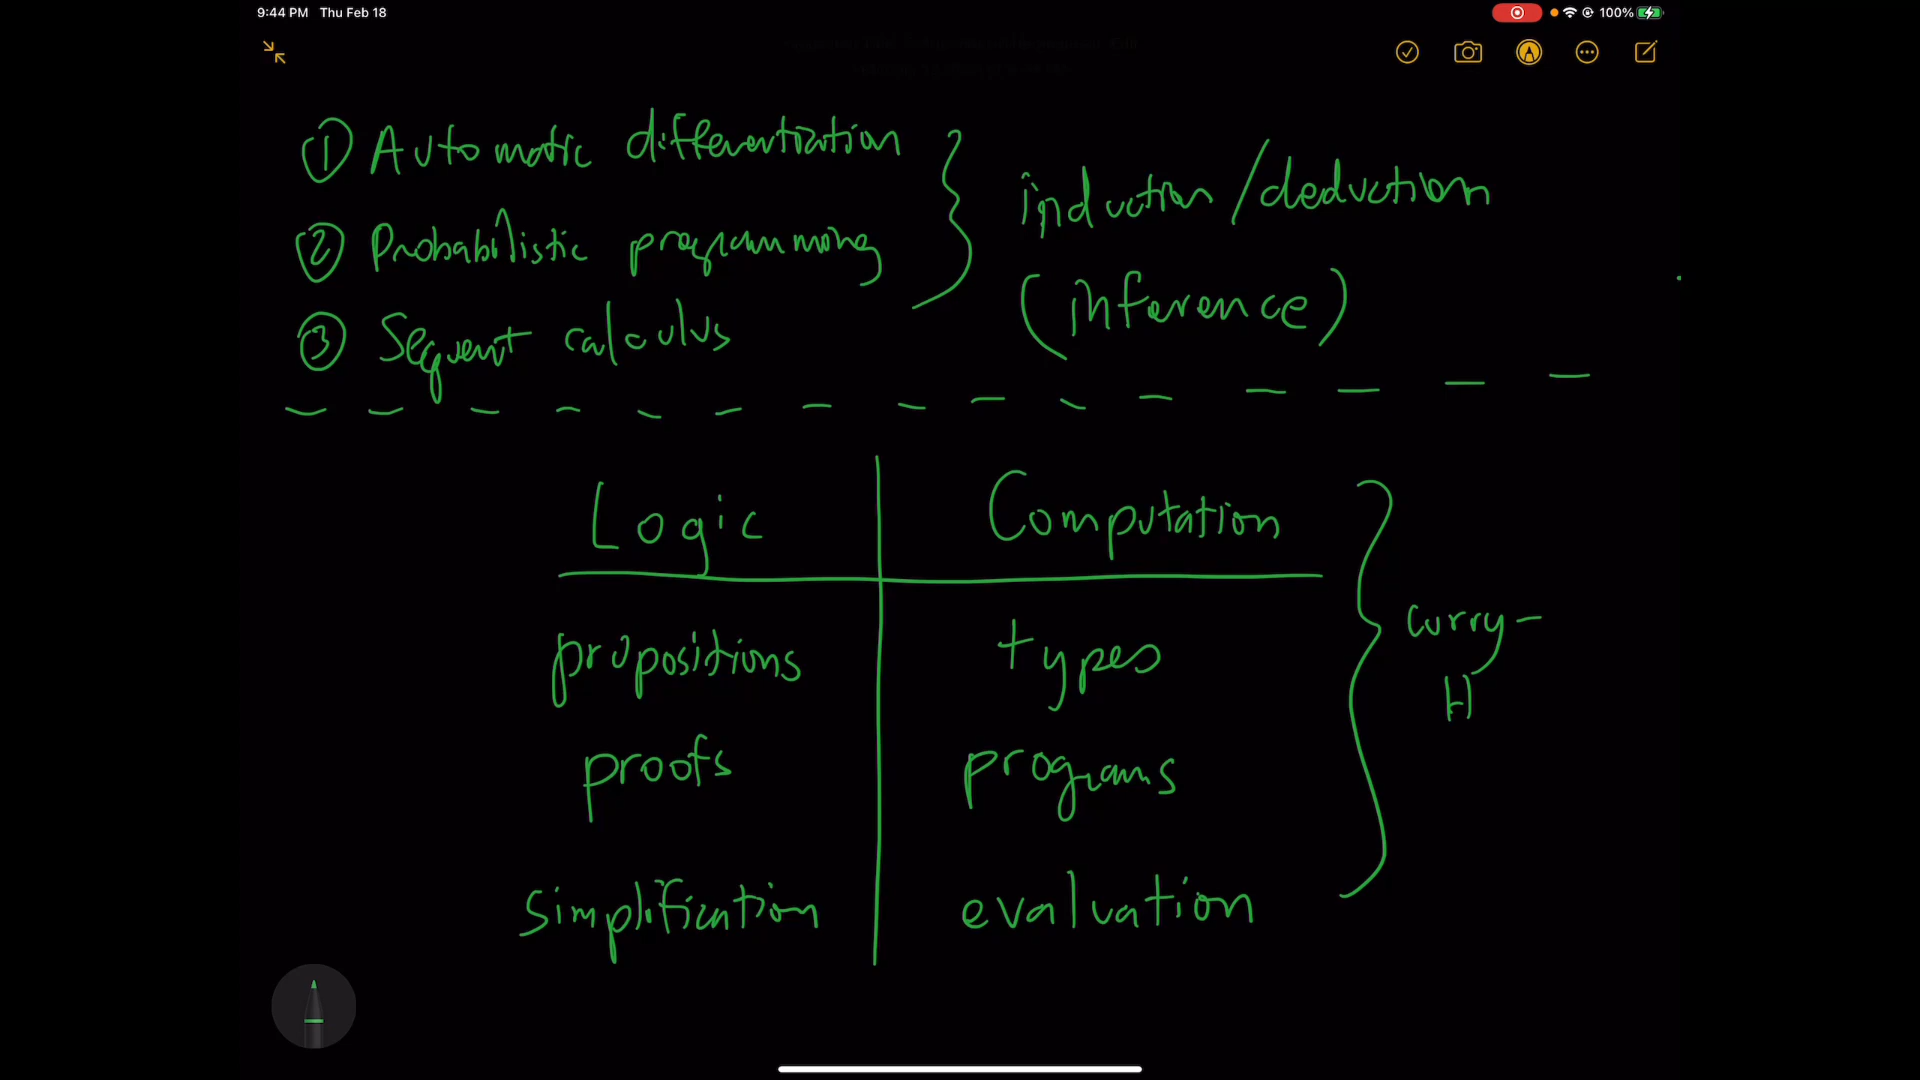 9:44 PM Thu Feb 18
100%
① Automatic differentiation
② Probabilistic programming
③ Sequent calculus
induction/deduction
(inference)
Logic Computation
propositions types
proofs programs
simplification evaluation
Curry-
H